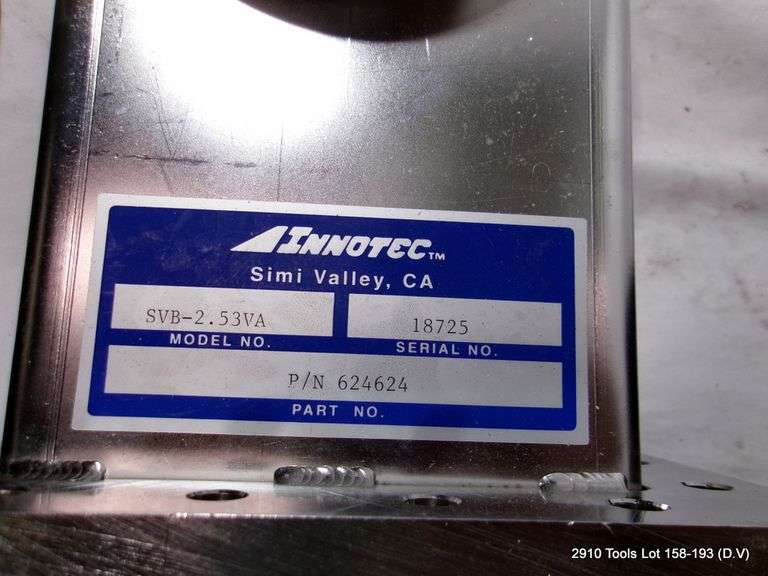 INNOTEC™
Simi Valley, CA
SVB-2.53VA
MODEL NO.
18725
SERIAL NO.
P/N 624624
PART NO.
2910 Tools Lot 158-193 (D.V)